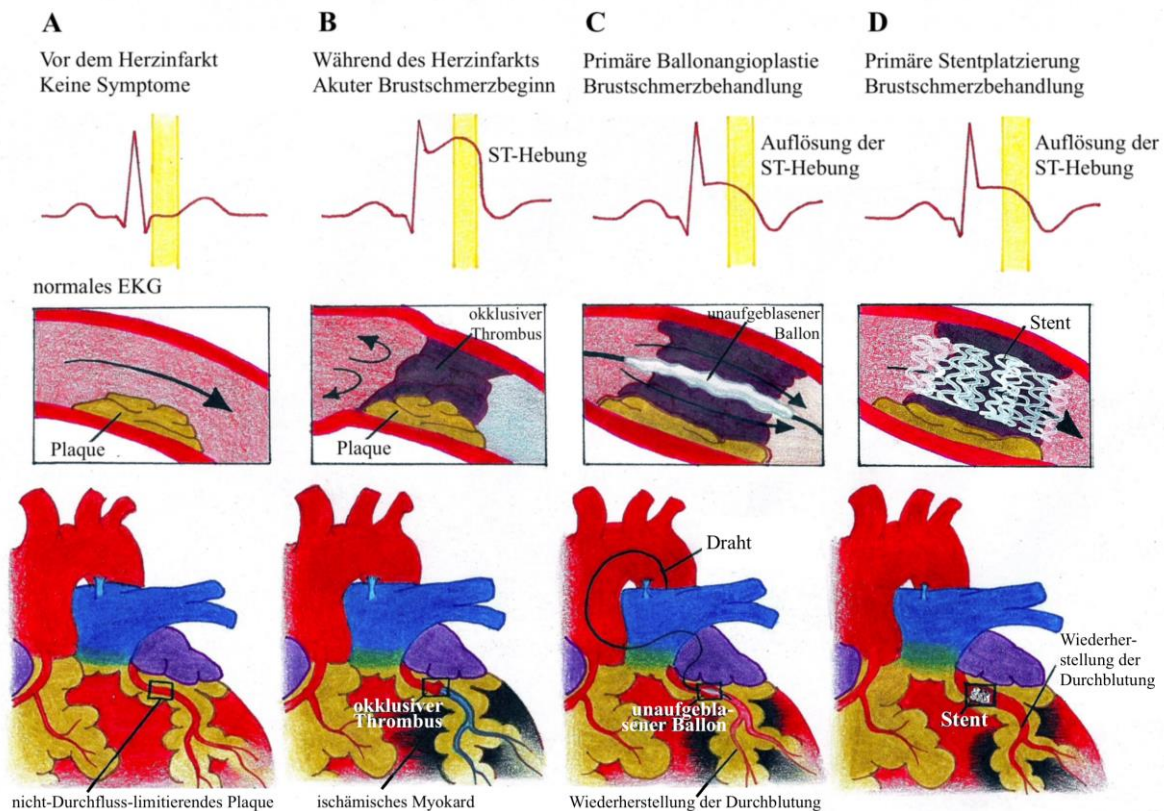 A
Vor dem Herzinfarkt
Keine Symptome
B
Während des Herzinfarkts
Akuter Brustschmerzbeginn
C
Primäre Ballonangioplastie
Brustschmerzbehandlung
D
Primäre Stentplatzierung
Brustschmerzbehandlung
ST-Hebung
Auflösung der
ST-Hebung
Auflösung der
ST-Hebung
normales EKG
Plaque
okklusiver
Thrombus
Plaque
unaufgeblasener
Ballon
Stent
Draht
okklusiver
Thrombus
unaufgebla-
sener Ballon
Wiederher-
stellung der
Durchblutung
Stent
nicht-Durchfluss-limitierendes Plaque
ischämisches Myokard
Wiederherstellung der Durchblutung